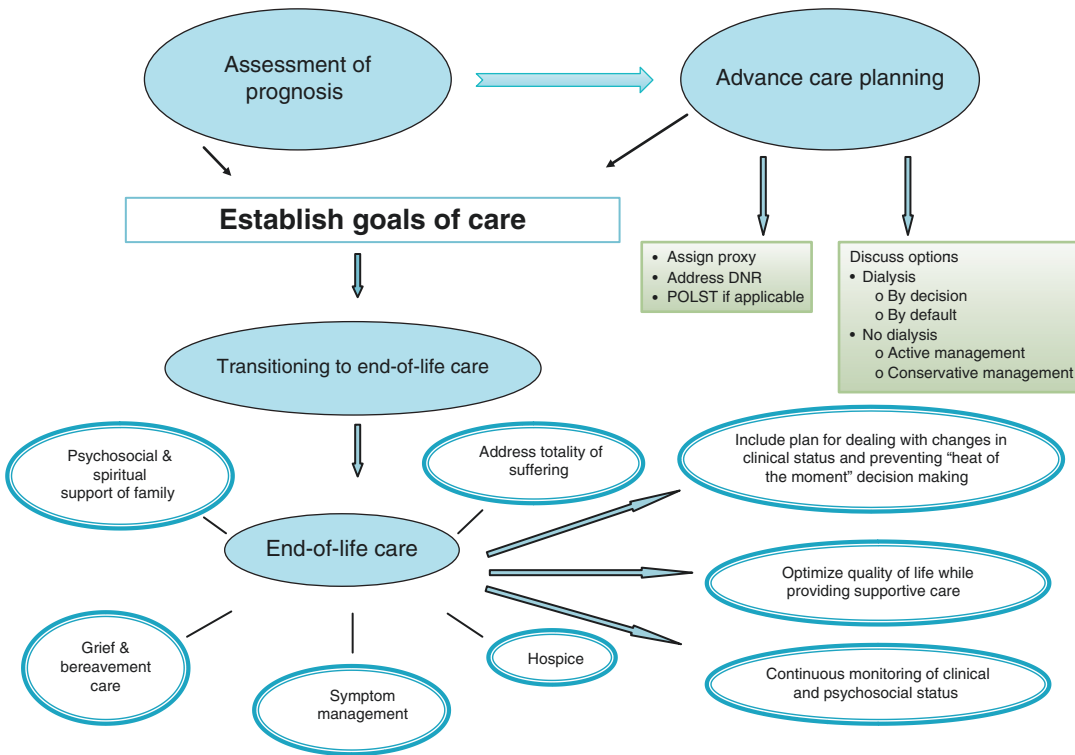 Assessment of
prognosis
Advance care planning
Establish goals of care
• Assign proxy
• Address DNR
• POLST if applicable
Discuss options
• Dialysis
o By decision
o By default
• No dialysis
o Active management
o Conservative management
Transitioning to end-of-life care
Psychosocial &
spiritual
support of family
Address totality of
suffering
Include plan for dealing with changes in
clinical status and preventing “heat of
the moment” decision making
End-of-life care
Optimize quality of life while
providing supportive care
Grief &
bereavement
care
Symptom
management
Hospice
Continuous monitoring of clinical
and psychosocial status